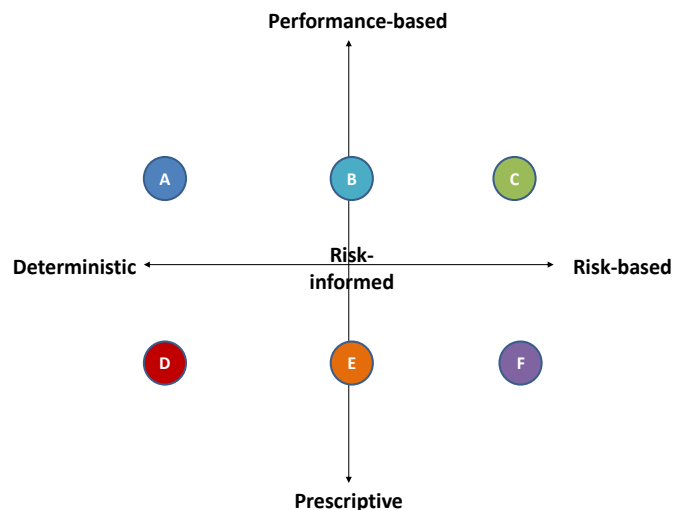 Performance-based
A
B
C
Deterministic
Risk-
informed
Risk-based
D
E
F
Prescriptive